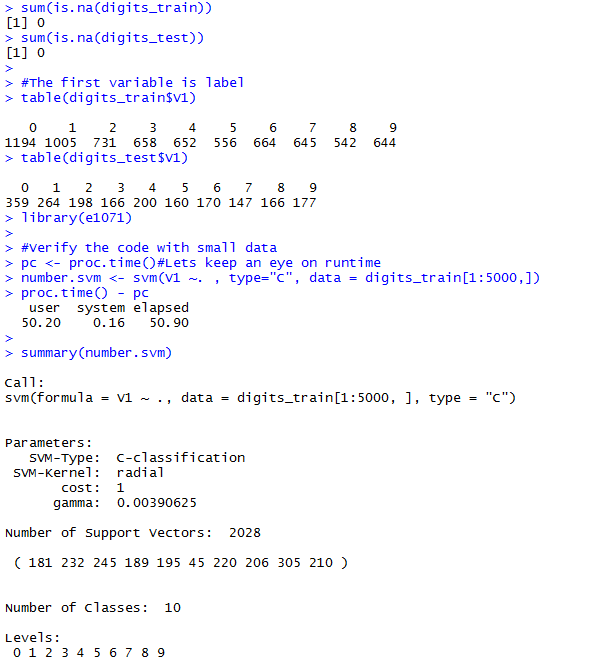 > sum(is.na(digits_train))
[1] 0
> sum(is.na(digits_test))
[1] 0
>
> #The first variable is label
> table(digits_train$V1)
0 1 2 3 4 5 6 7 8 9
1194 1005 731 658 652 556 664 645 542 644
> table(digits_test$V1)
0 1 2 3 4 5 6 7 8 9
359 264 198 166 200 160 170 147 166 177
> library(e1071)
>
> #Verify the code with small data
> pc <- proc.time()#Lets keep an eye on runtime
> number.svm <- svm(V1 ~. , type="C", data = digits_train[1:5000,])
> proc.time() - pc
user system elapsed
50.20 0.16 50.90
>
> summary(number.svm)
Call:
svm(formula = V1 ~ ., data = digits_train[1:5000, ], type = "C")
Parameters:
SVM-Type: C-classification
SVM-Kernel: radial
cost: 1
gamma: 0.00390625
Number of Support Vectors: 2028
( 181 232 245 189 195 45 220 206 305 210 )
Number of Classes: 10
Levels:
0 1 2 3 4 5 6 7 8 9